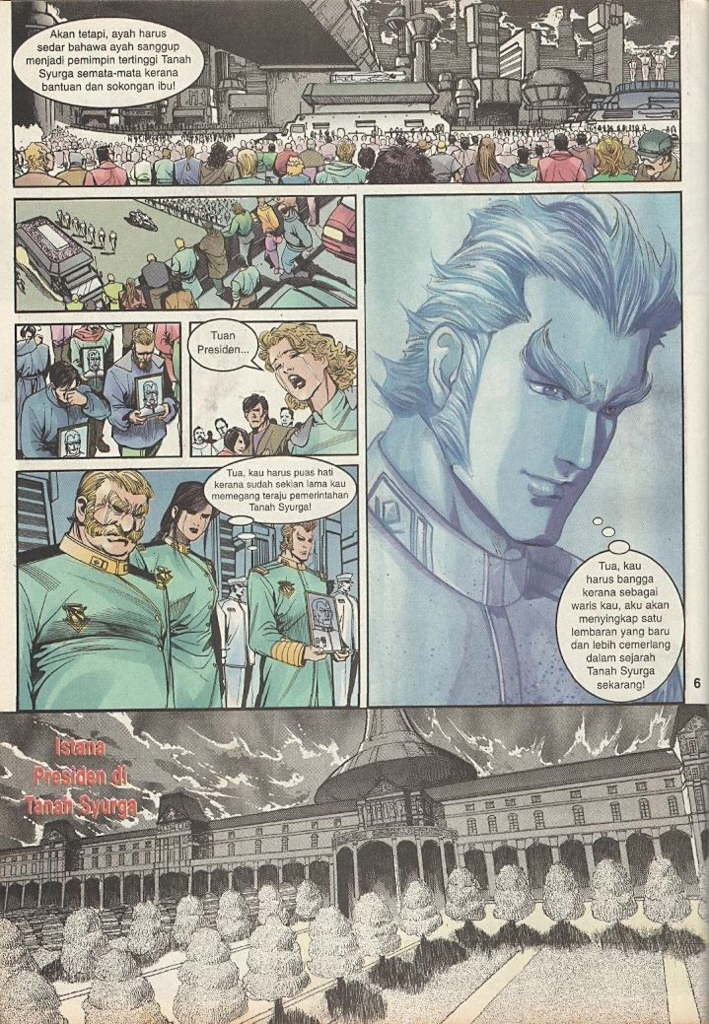 Akan tetapi, ayah harus
sedar bahawa ayah sanggup
menjadi pemimpin tertinggi Tanah
Syurga semata-mata kerana
bantuan dan sokongan ibu!
Tuan
Presiden...
Tua, kau harus puas hati
kerana sudah sekian lama kau
memegang teraju pemerintahan
Tanah Syurga!
Tua, kau
harus bangga
kerana sebagai
waris kau, aku akan
menyingkap satu
lembaran yang baru
dan lebih cemerlang
dalam sejarah
Tanah Syurga
sekarang!
6
Istana
Presiden di
Tanah Syurga